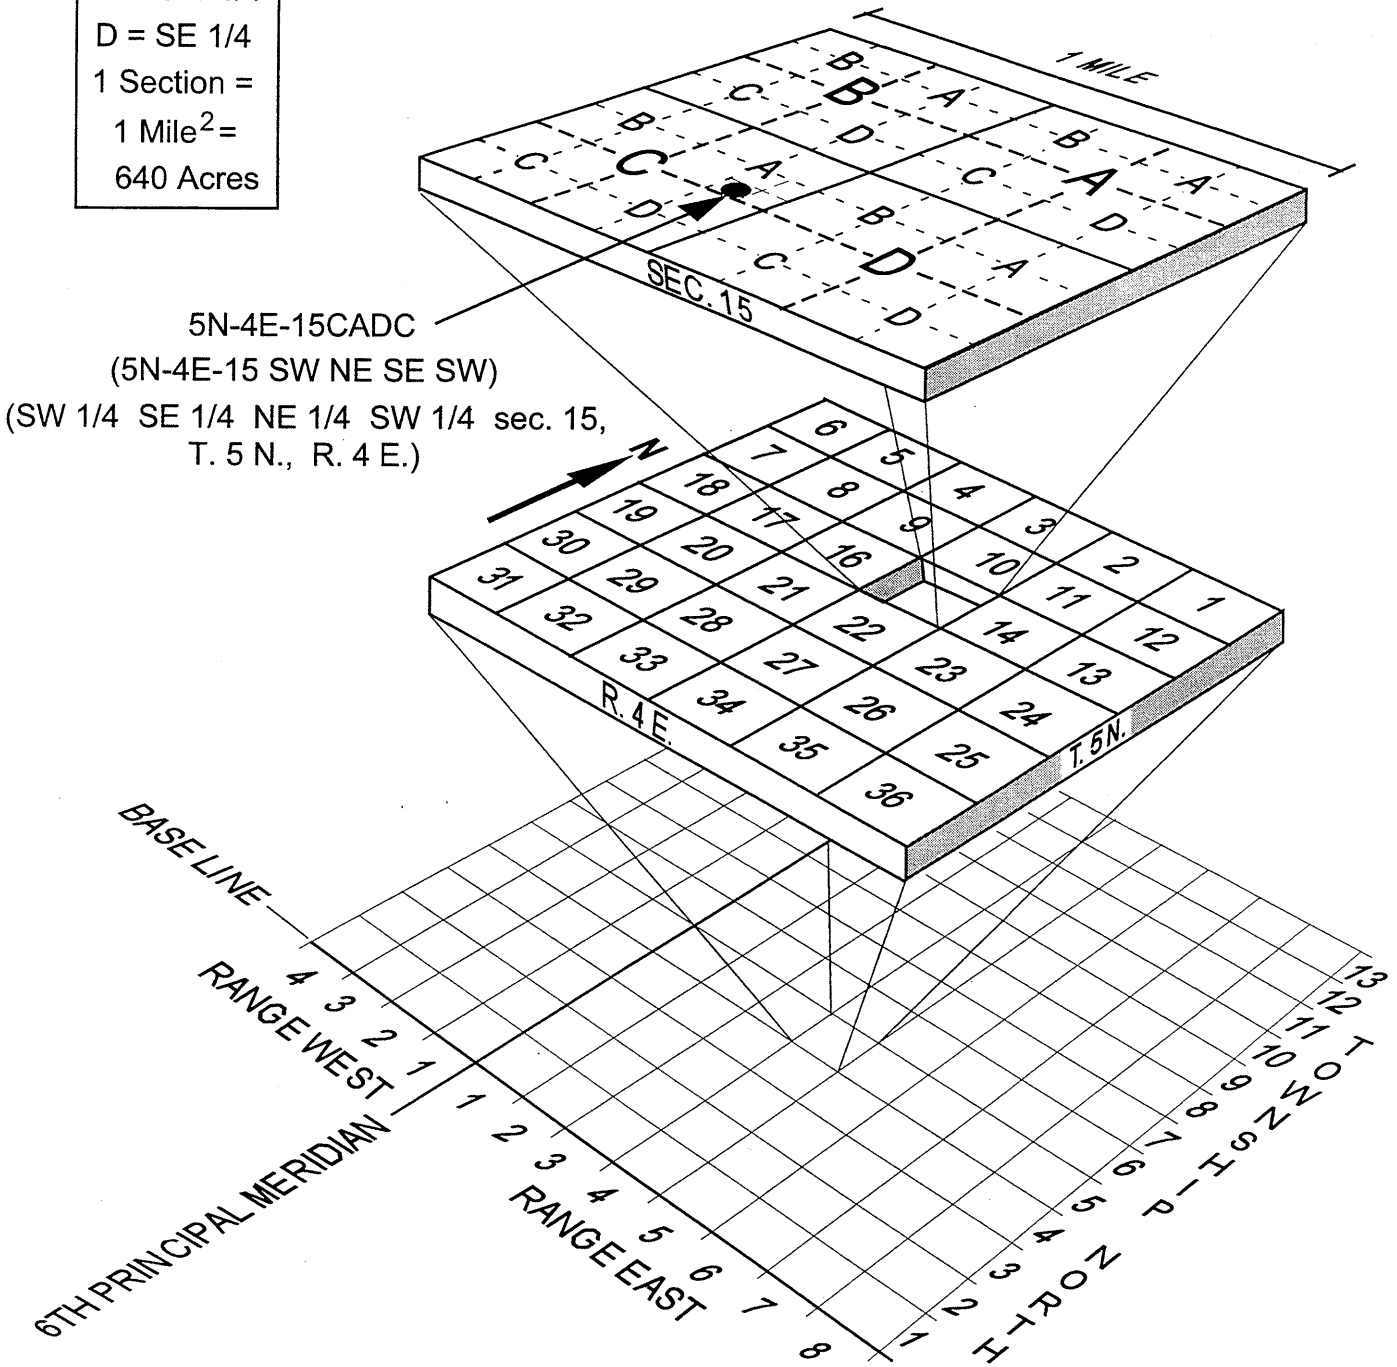 D = SE 1/4
1 Section =
1 Mile2 =
640 Acres
1 MILE
B
B
A
C
B
D
B
A
C
A
C
A
C
D
B
D
D
C
D
A
D
SEC. 15
5N-4E-15CADC
(5N-4E-15 SW NE SE SW)
(SW 1/4 SE 1/4 NE 1/4 SW 1/4 sec. 15,
T. 5 N., R. 4 E.)
N
6 5 4 3 2 1
7 8 9 10 11 12
18 17 16 14 13
19 20 21 22 23 24
30 29 28 27 26 25
31 32 33 34 35 36
R. 4 E.
T. 5 N.
BASE LINE
4 3 2 1
RANGE WEST
6TH PRINCIPAL MERIDIAN
1 2 3 4 5 6 7 8
RANGE EAST
13
12
11
10
9
8
7
6
5
4
3
2
1
TOWNSHIP NORTH